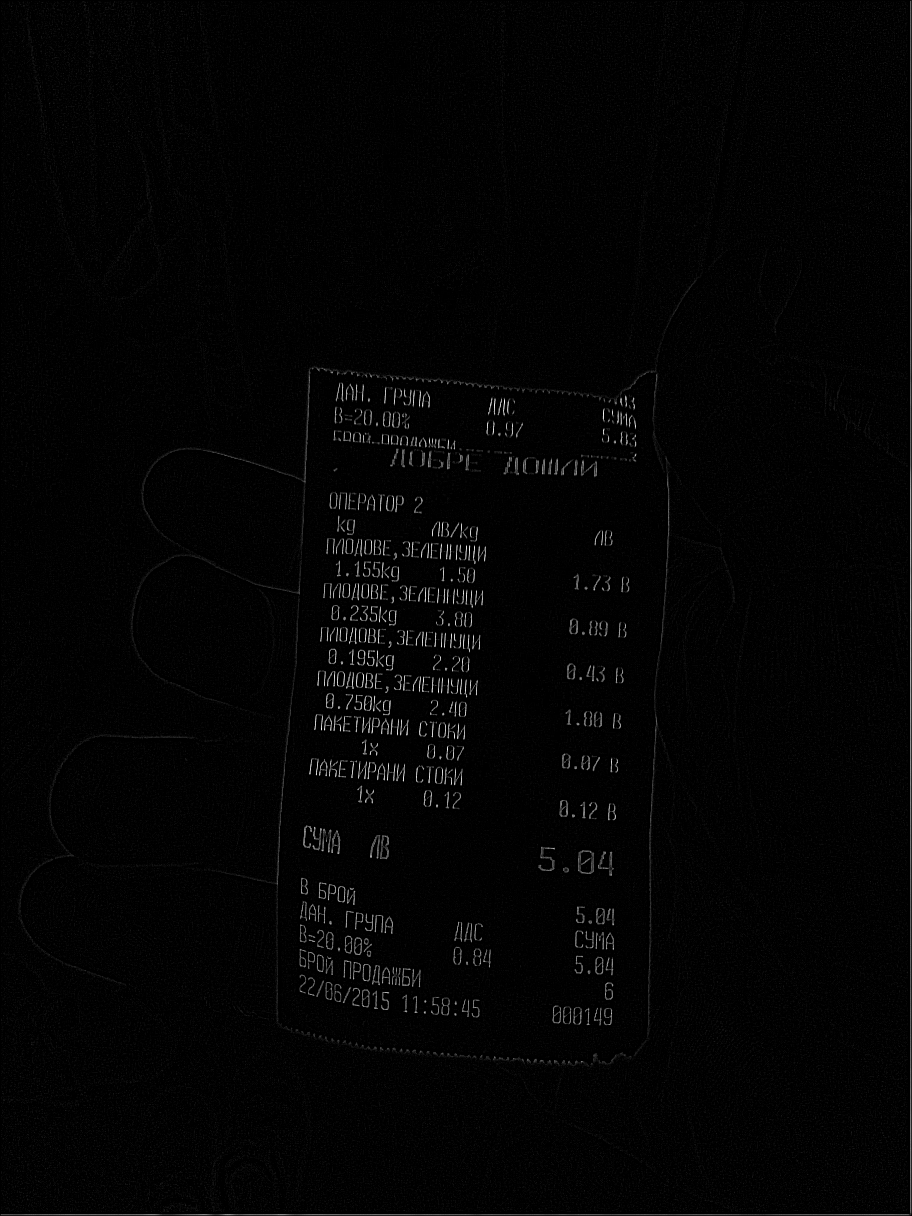 ДАН. ГРУПА ДДС СУМА
В=20.00% 0.97 5.83
БРОЙ ПРОДАЖБИ
ДОБРЕ ДОШЛИ
ОПЕРАТОР 2
kg ЛВ/kg ЛВ
ПЛОДОВЕ,ЗЕЛЕНЧУЦИ
1.155kg 1.50 1.73 В
ПЛОДОВЕ,ЗЕЛЕНЧУЦИ
0.235kg 3.80 0.89 В
ПЛОДОВЕ,ЗЕЛЕНЧУЦИ
0.195kg 2.20 0.43 В
ПЛОДОВЕ,ЗЕЛЕНЧУЦИ
0.750kg 2.40 1.80 В
ПАКЕТИРАНИ СТОКИ
1x 0.07 0.07 В
ПАКЕТИРАНИ СТОКИ
1x 0.12 0.12 В
СУМА ЛВ 5.04
В БРОЙ 5.04
ДАН. ГРУПА ДДС СУМА
В=20.00% 0.84 5.04
БРОЙ ПРОДАЖБИ 6
22/06/2015 11:58:45 000149